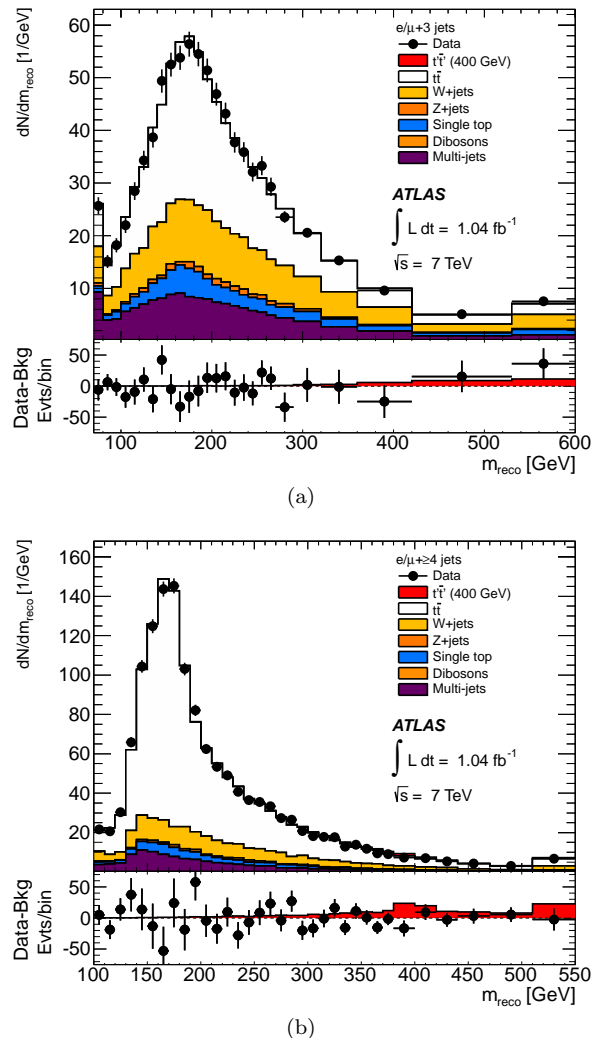 dN/dm_reco [1/GeV]
60
50
40
30
20
10
e/μ+3 jets
Data
t't̄' (400 GeV)
tt̄
W+jets
Z+jets
Single top
Dibosons
Multi-jets
ATLAS
∫ L dt = 1.04 fb⁻¹
√s = 7 TeV
Data-Bkg
Evts/bin
50
0
-50
100 200 300 400 500 600
m_reco [GeV]
(a)
dN/dm_reco [1/GeV]
160
140
120
100
80
60
40
20
e/μ+≥4 jets
Data
t't̄' (400 GeV)
tt̄
W+jets
Z+jets
Single top
Dibosons
Multi-jets
ATLAS
∫ L dt = 1.04 fb⁻¹
√s = 7 TeV
Data-Bkg
Evts/bin
50
0
-50
100 150 200 250 300 350 400 450 500 550
m_reco [GeV]
(b)